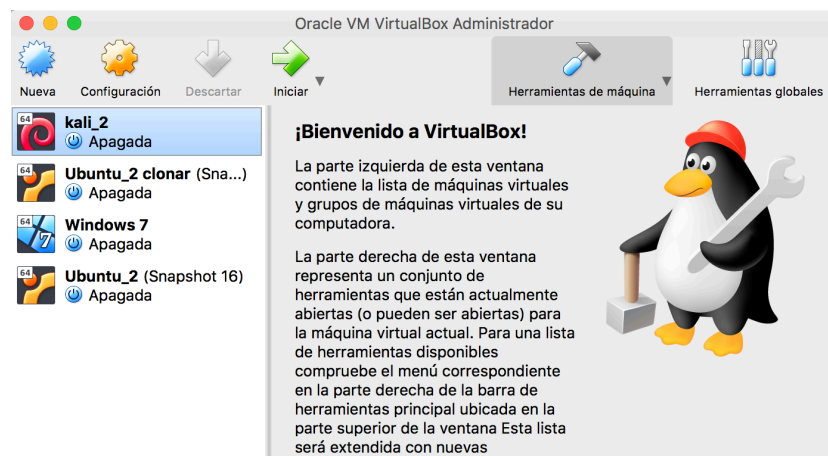 Oracle VM VirtualBox Administrador
Nueva
Configuración
Descartar
Iniciar
Herramientas de máquina
Herramientas globales
64
kali_2
Apagada
64
Ubuntu_2 clonar (Sna...)
Apagada
64
7
Windows 7
Apagada
64
Ubuntu_2 (Snapshot 16)
Apagada
¡Bienvenido a VirtualBox!
La parte izquierda de esta ventana
contiene la lista de máquinas virtuales
y grupos de máquinas virtuales de su
computadora.
La parte derecha de esta ventana
representa un conjunto de
herramientas que están actualmente
abiertas (o pueden ser abiertas) para
la máquina virtual actual. Para una lista
de herramientas disponibles
compruebe el menú correspondiente
en la parte derecha de la barra de
herramientas principal ubicada en la
parte superior de la ventana Esta lista
será extendida con nuevas